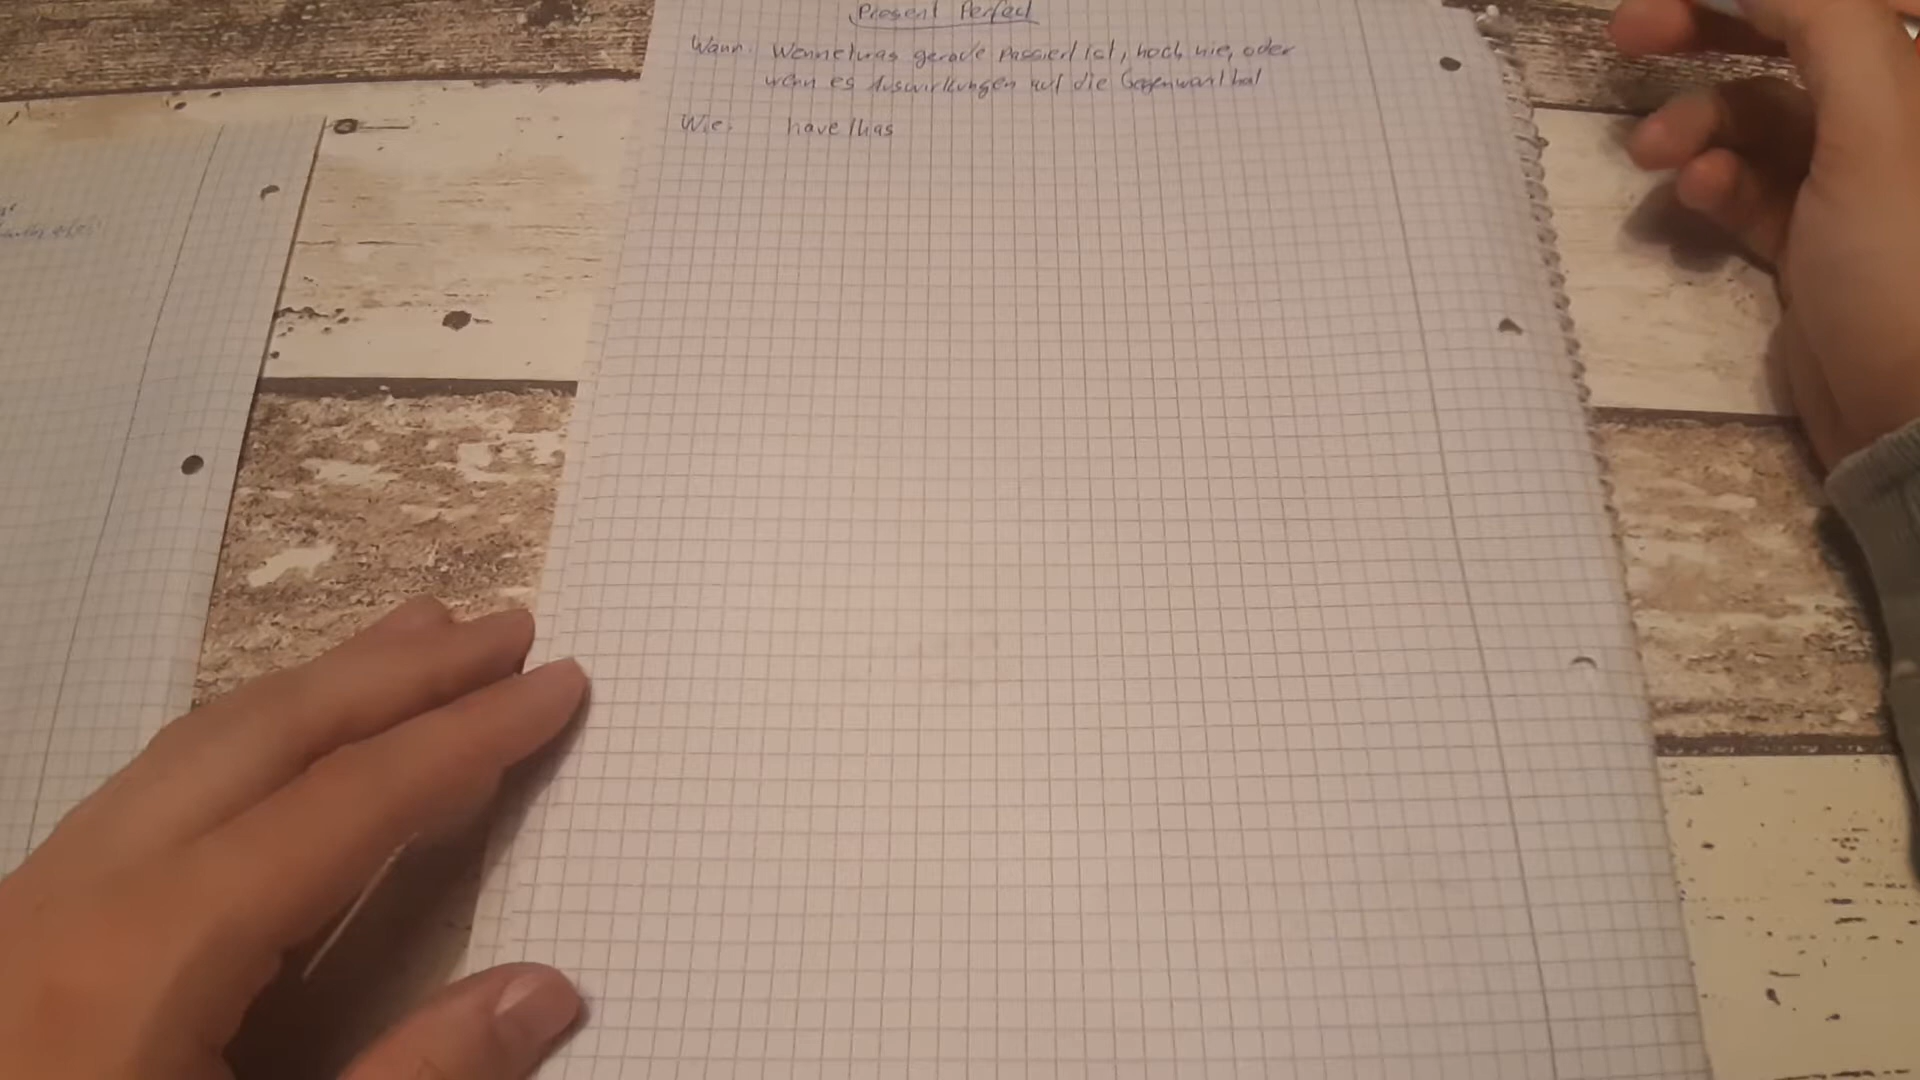 Present Perfect
Wann: Wenn etwas gerade passiert ist, noch nie, oder
wenn es Auswirkungen auf die Gegenwart hat
Wie: have/has